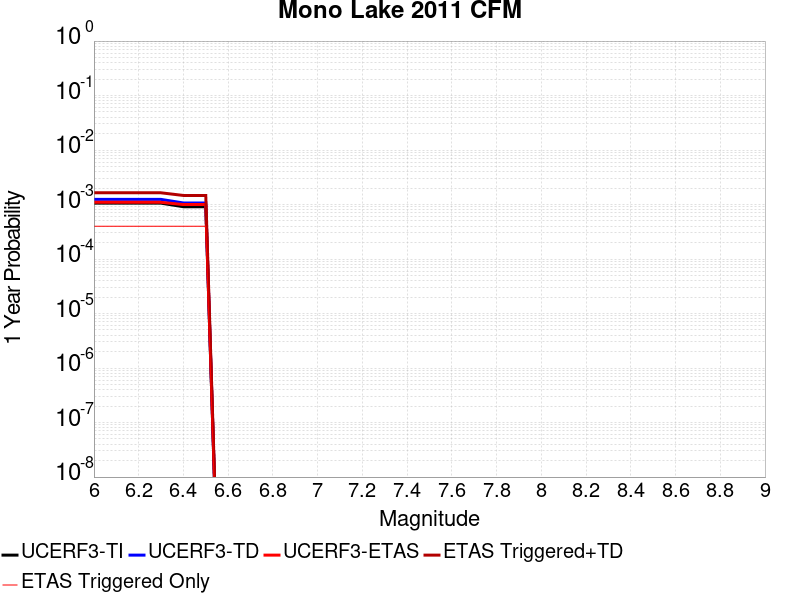 Mono Lake 2011 CFM
10^0
10^-1
10^-2
10^-3
10^-4
10^-5
10^-6
10^-7
10^-8
1 Year Probability
6 6.2 6.4 6.6 6.8 7 7.2 7.4 7.6 7.8 8 8.2 8.4 8.6 8.8 9
Magnitude
UCERF3-TI UCERF3-TD UCERF3-ETAS ETAS Triggered+TD
ETAS Triggered Only